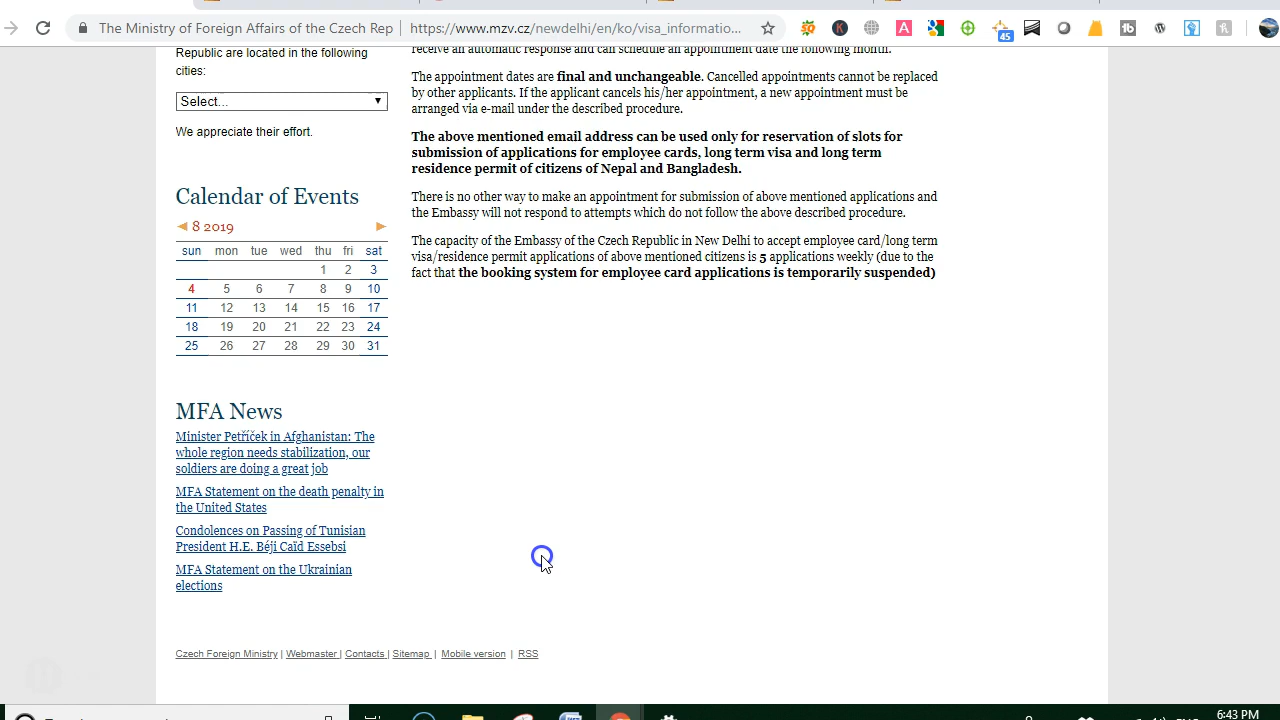 The Ministry of Foreign Affairs of the Czech Rep
https://www.mzv.cz/newdelhi/en/ko/visa_informatio...
45
Republic are located in the following
cities:
Select...
We appreciate their effort.
Calendar of Events
8 2019
sun mon tue wed thu fri sat
1 2 3
4 5 6 7 8 9 10
11 12 13 14 15 16 17
18 19 20 21 22 23 24
25 26 27 28 29 30 31
MFA News
Minister Petříček in Afghanistan: The
whole region needs stabilization, our
soldiers are doing a great job
MFA Statement on the death penalty in
the United States
Condolences on Passing of Tunisian
President H.E. Béji Caïd Essebsi
MFA Statement on the Ukrainian
elections
receive an automatic response and can schedule an appointment date the following month.
The appointment dates are final and unchangeable. Cancelled appointments cannot be replaced
by other applicants. If the applicant cancels his/her appointment, a new appointment must be
arranged via e-mail under the described procedure.
The above mentioned email address can be used only for reservation of slots for
submission of applications for employee cards, long term visa and long term
residence permit of citizens of Nepal and Bangladesh.
There is no other way to make an appointment for submission of above mentioned applications and
the Embassy will not respond to attempts which do not follow the above described procedure.
The capacity of the Embassy of the Czech Republic in New Delhi to accept employee card/long term
visa/residence permit applications of above mentioned citizens is 5 applications weekly (due to the
fact that the booking system for employee card applications is temporarily suspended)
Czech Foreign Ministry | Webmaster | Contacts | Sitemap | Mobile version | RSS
6:43 PM